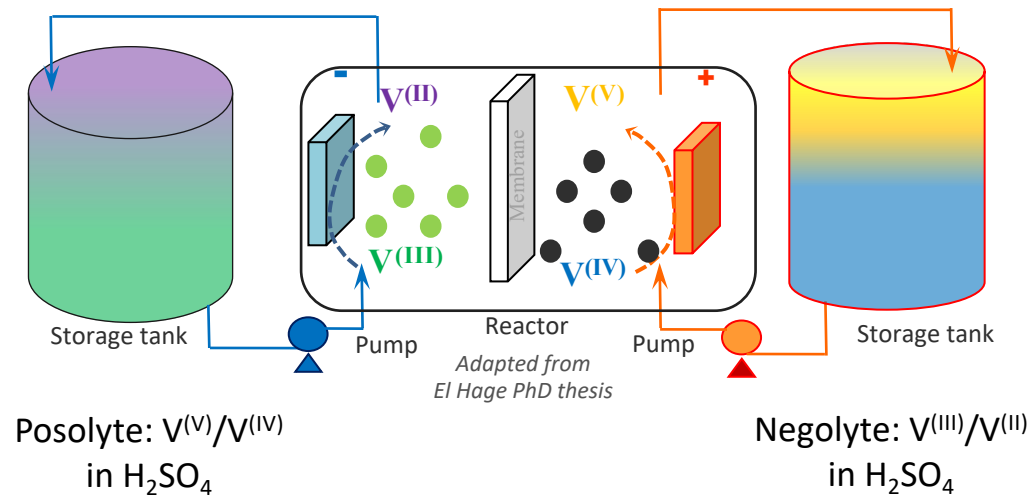 -
+
V(II)
V(V)
Membrane
V(III)
V(IV)
Storage tank
Pump
Reactor
Pump
Storage tank
Adapted from
El Hage PhD thesis
Posolyte: V(V)/V(IV)
in H₂SO₄
Negolyte: V(III)/V(II)
in H₂SO₄